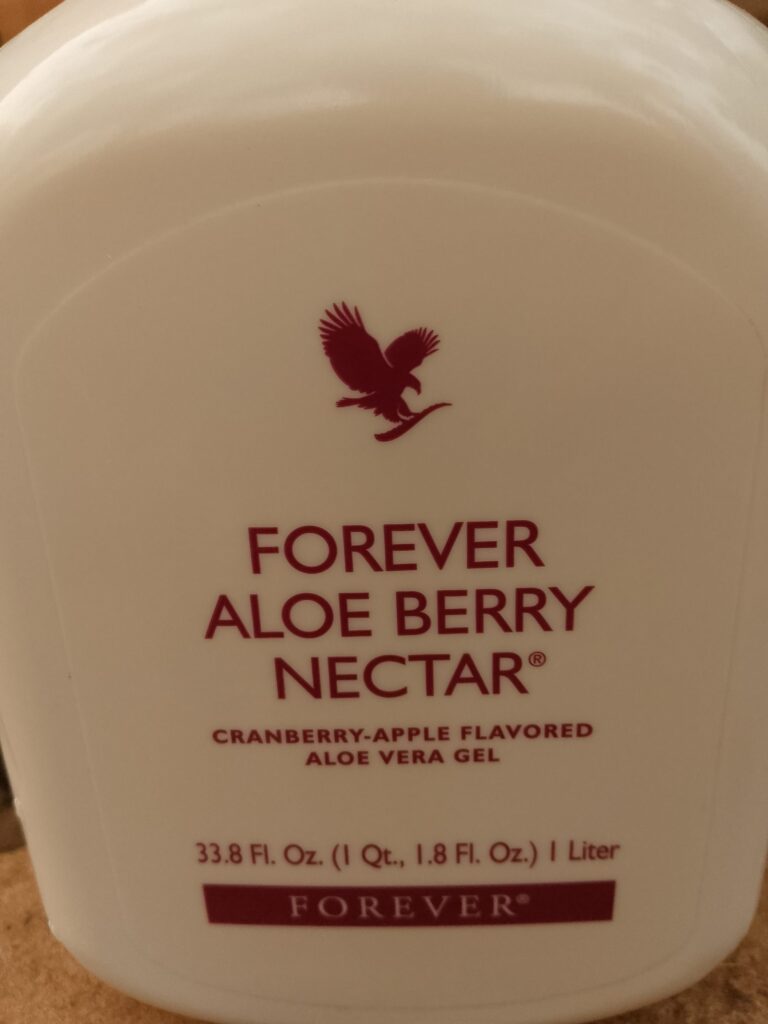 FOREVER
ALOE BERRY
NECTAR®
CRANBERRY-APPLE FLAVORED
ALOE VERA GEL
33.8 Fl. Oz. (1 Qt., 1.8 Fl. Oz.) 1 Liter
FOREVER®